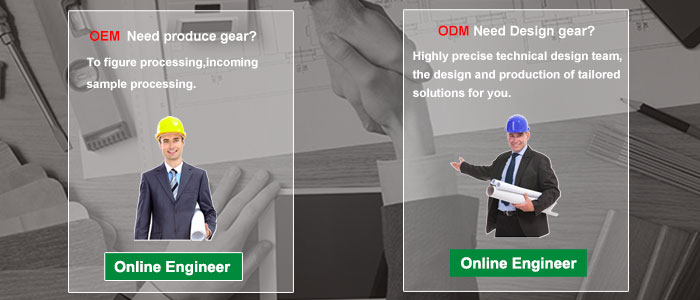 OEM Need produce gear?
To figure processing,incoming
sample processing.
Online Engineer
ODM Need Design gear?
Highly precise technical design team,
the design and production of tailored
solutions for you.
Online Engineer